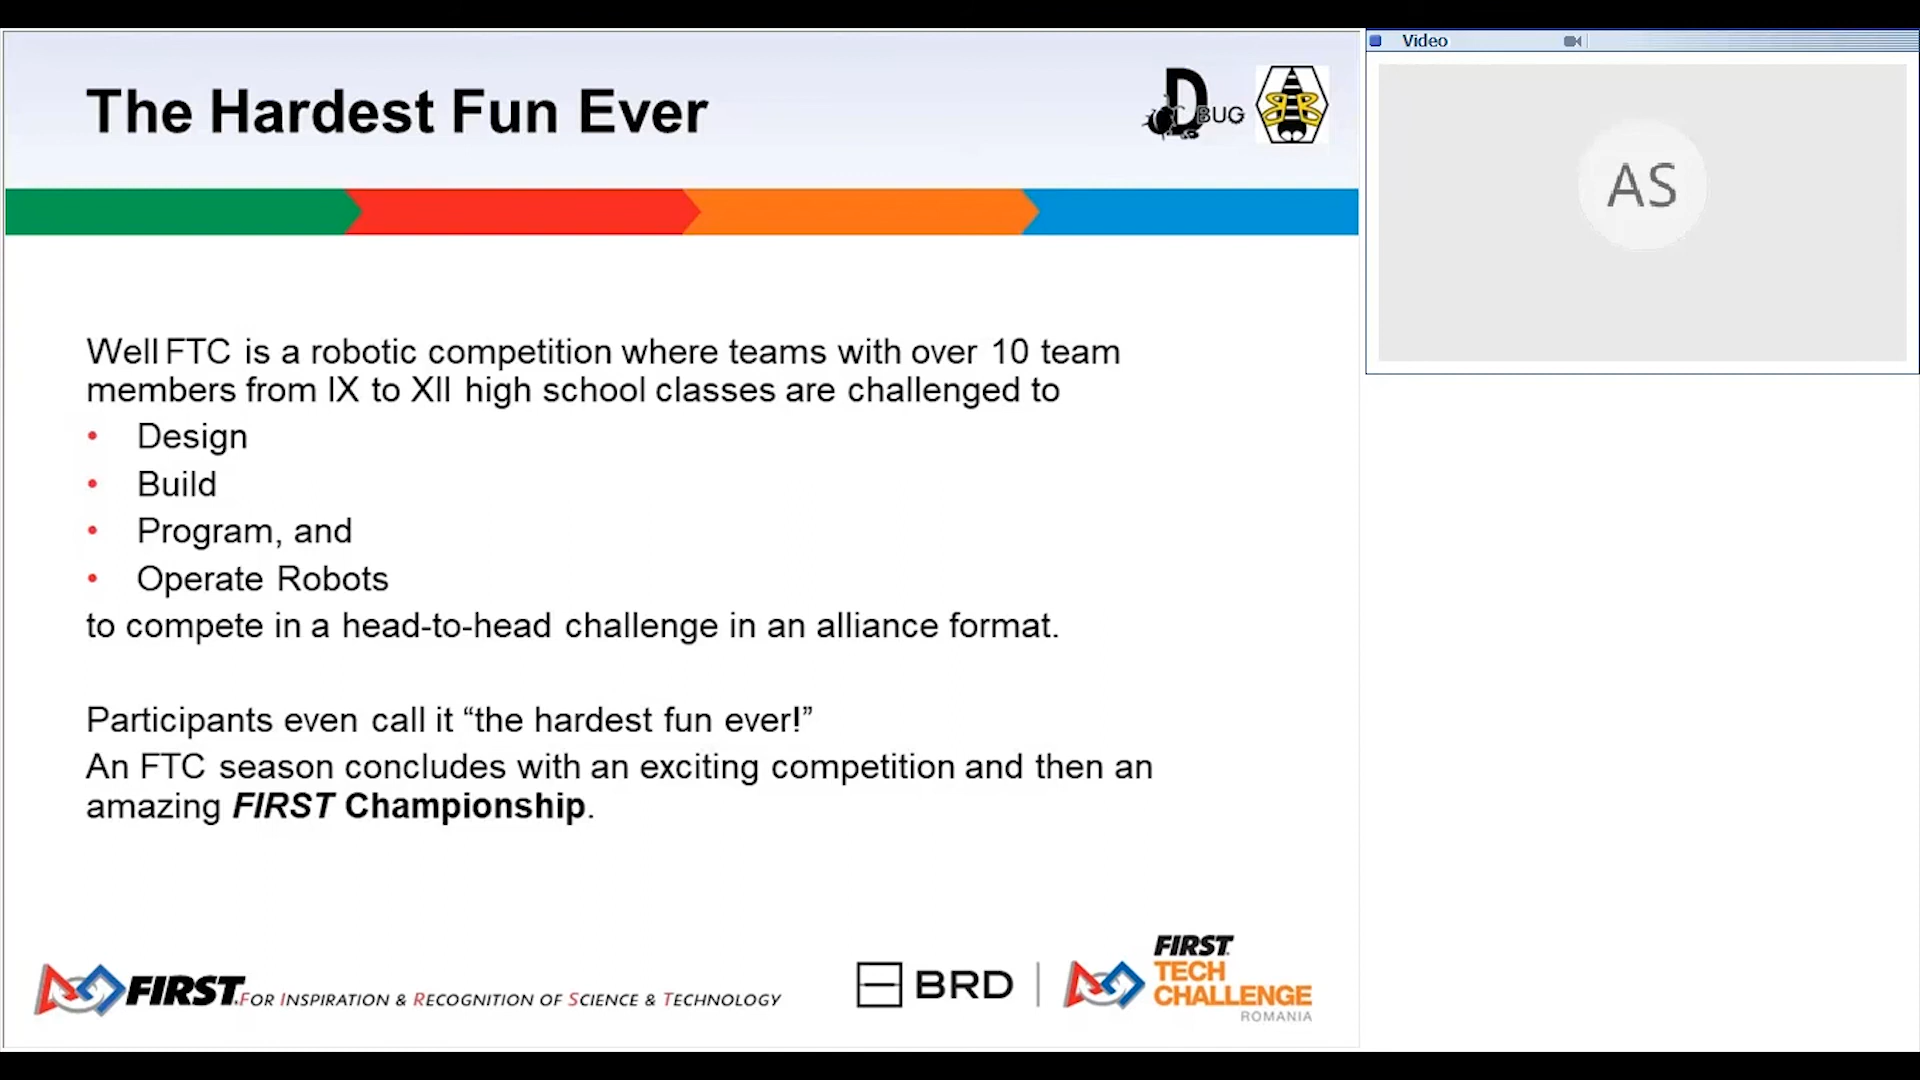 The Hardest Fun Ever
D BUG
Well FTC is a robotic competition where teams with over 10 team
members from IX to XII high school classes are challenged to
• Design
• Build
• Program, and
• Operate Robots
to compete in a head-to-head challenge in an alliance format.
Participants even call it “the hardest fun ever!”
An FTC season concludes with an exciting competition and then an
amazing FIRST Championship.
FIRST. FOR INSPIRATION & RECOGNITION OF SCIENCE & TECHNOLOGY
BRD
FIRST.
TECH
CHALLENGE
ROMANIA
Video
AS